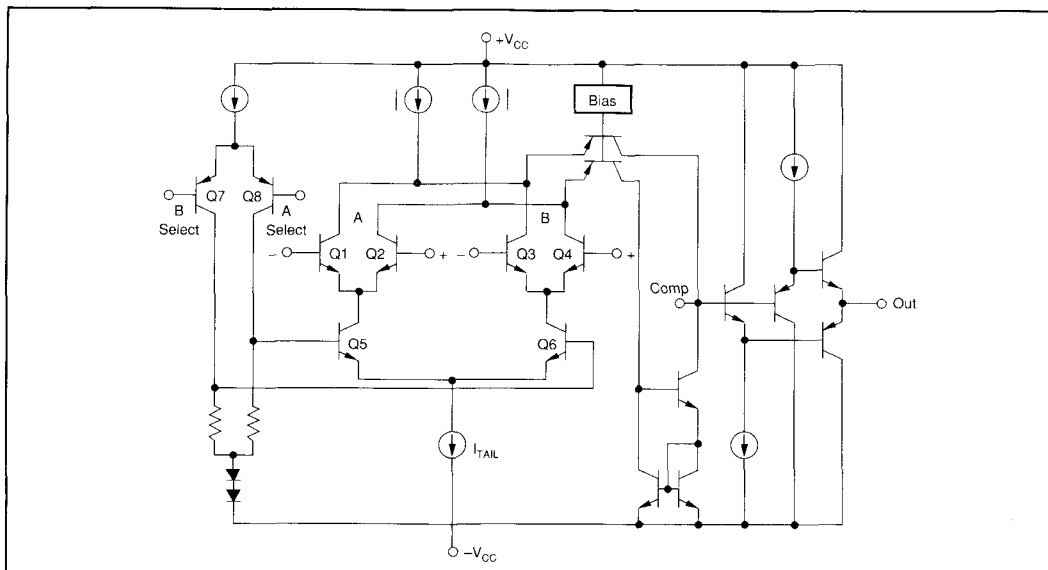 +VCC
Bias
Q7
Q8
B
Select
A
Select
A
B
−
Q1
Q2
+
−
Q3
Q4
+
Comp
Out
Q5
Q6
ITAIL
−VCC